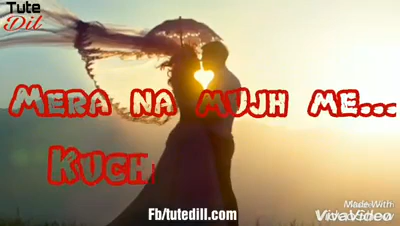 Tute
Dil
Mera na mujh me...
Kuch
Fb/tutedill.com
Made With
VivaVideo